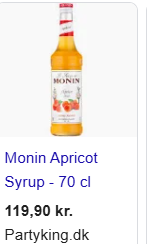 MONIN
Monin Apricot
Syrup - 70 cl
119,90 kr.
Partyking.dk